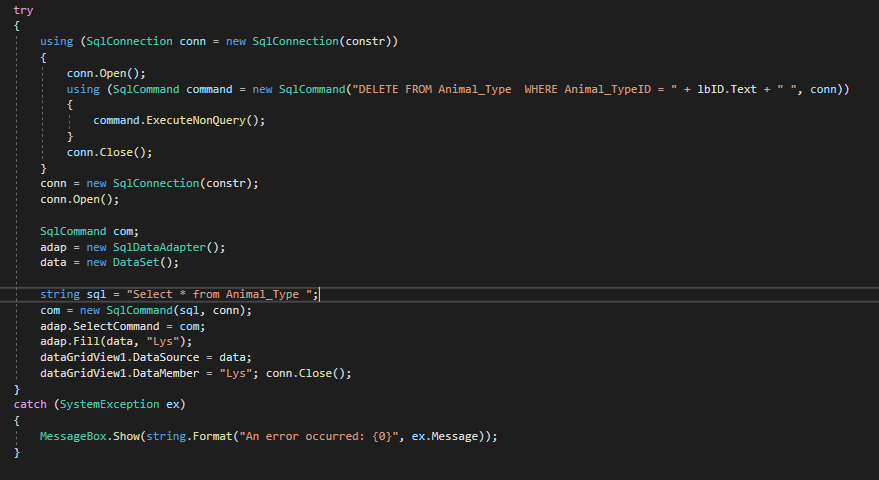 try
{
using (SqlConnection conn = new SqlConnection(constr))
{
conn.Open();
using (SqlCommand command = new SqlCommand("DELETE FROM Animal_Type  WHERE Animal_TypeID = " + lbID.Text + " ", conn))
{
command.ExecuteNonQuery();
}
conn.Close();
}
conn = new SqlConnection(constr);
conn.Open();
SqlCommand com;
adap = new SqlDataAdapter();
data = new DataSet();
string sql = "Select * from Animal_Type ";
com = new SqlCommand(sql, conn);
adap.SelectCommand = com;
adap.Fill(data, "Lys");
dataGridView1.DataSource = data;
dataGridView1.DataMember = "Lys"; conn.Close();
}
catch (SystemException ex)
{
MessageBox.Show(string.Format("An error occurred: {0}", ex.Message));
}